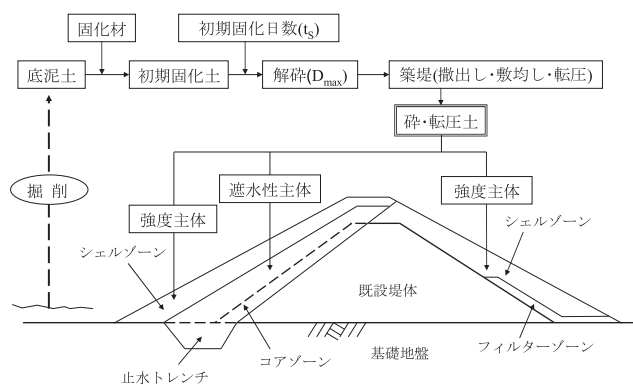 固化材
初期固化日数(tS)
底泥土
初期固化土
解砕(Dmax)
築堤(撒出し・敷均し・転圧)
砕・転圧土
掘 削
遮水性主体
強度主体
強度主体
シェルゾーン
シェルゾーン
既設堤体
止水トレンチ
コアゾーン
基礎地盤
フィルターゾーン